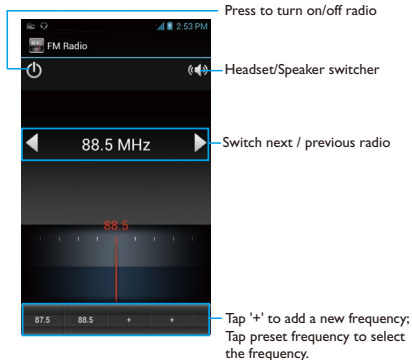 Press to turn on/off radio
2:53 PM
FM Radio
Headset/Speaker switcher
88.5 MHz
Switch next / previous radio
88.5
87.5 88.5 + +
Tap '+' to add a new frequency;
Tap preset frequency to select
the frequency.